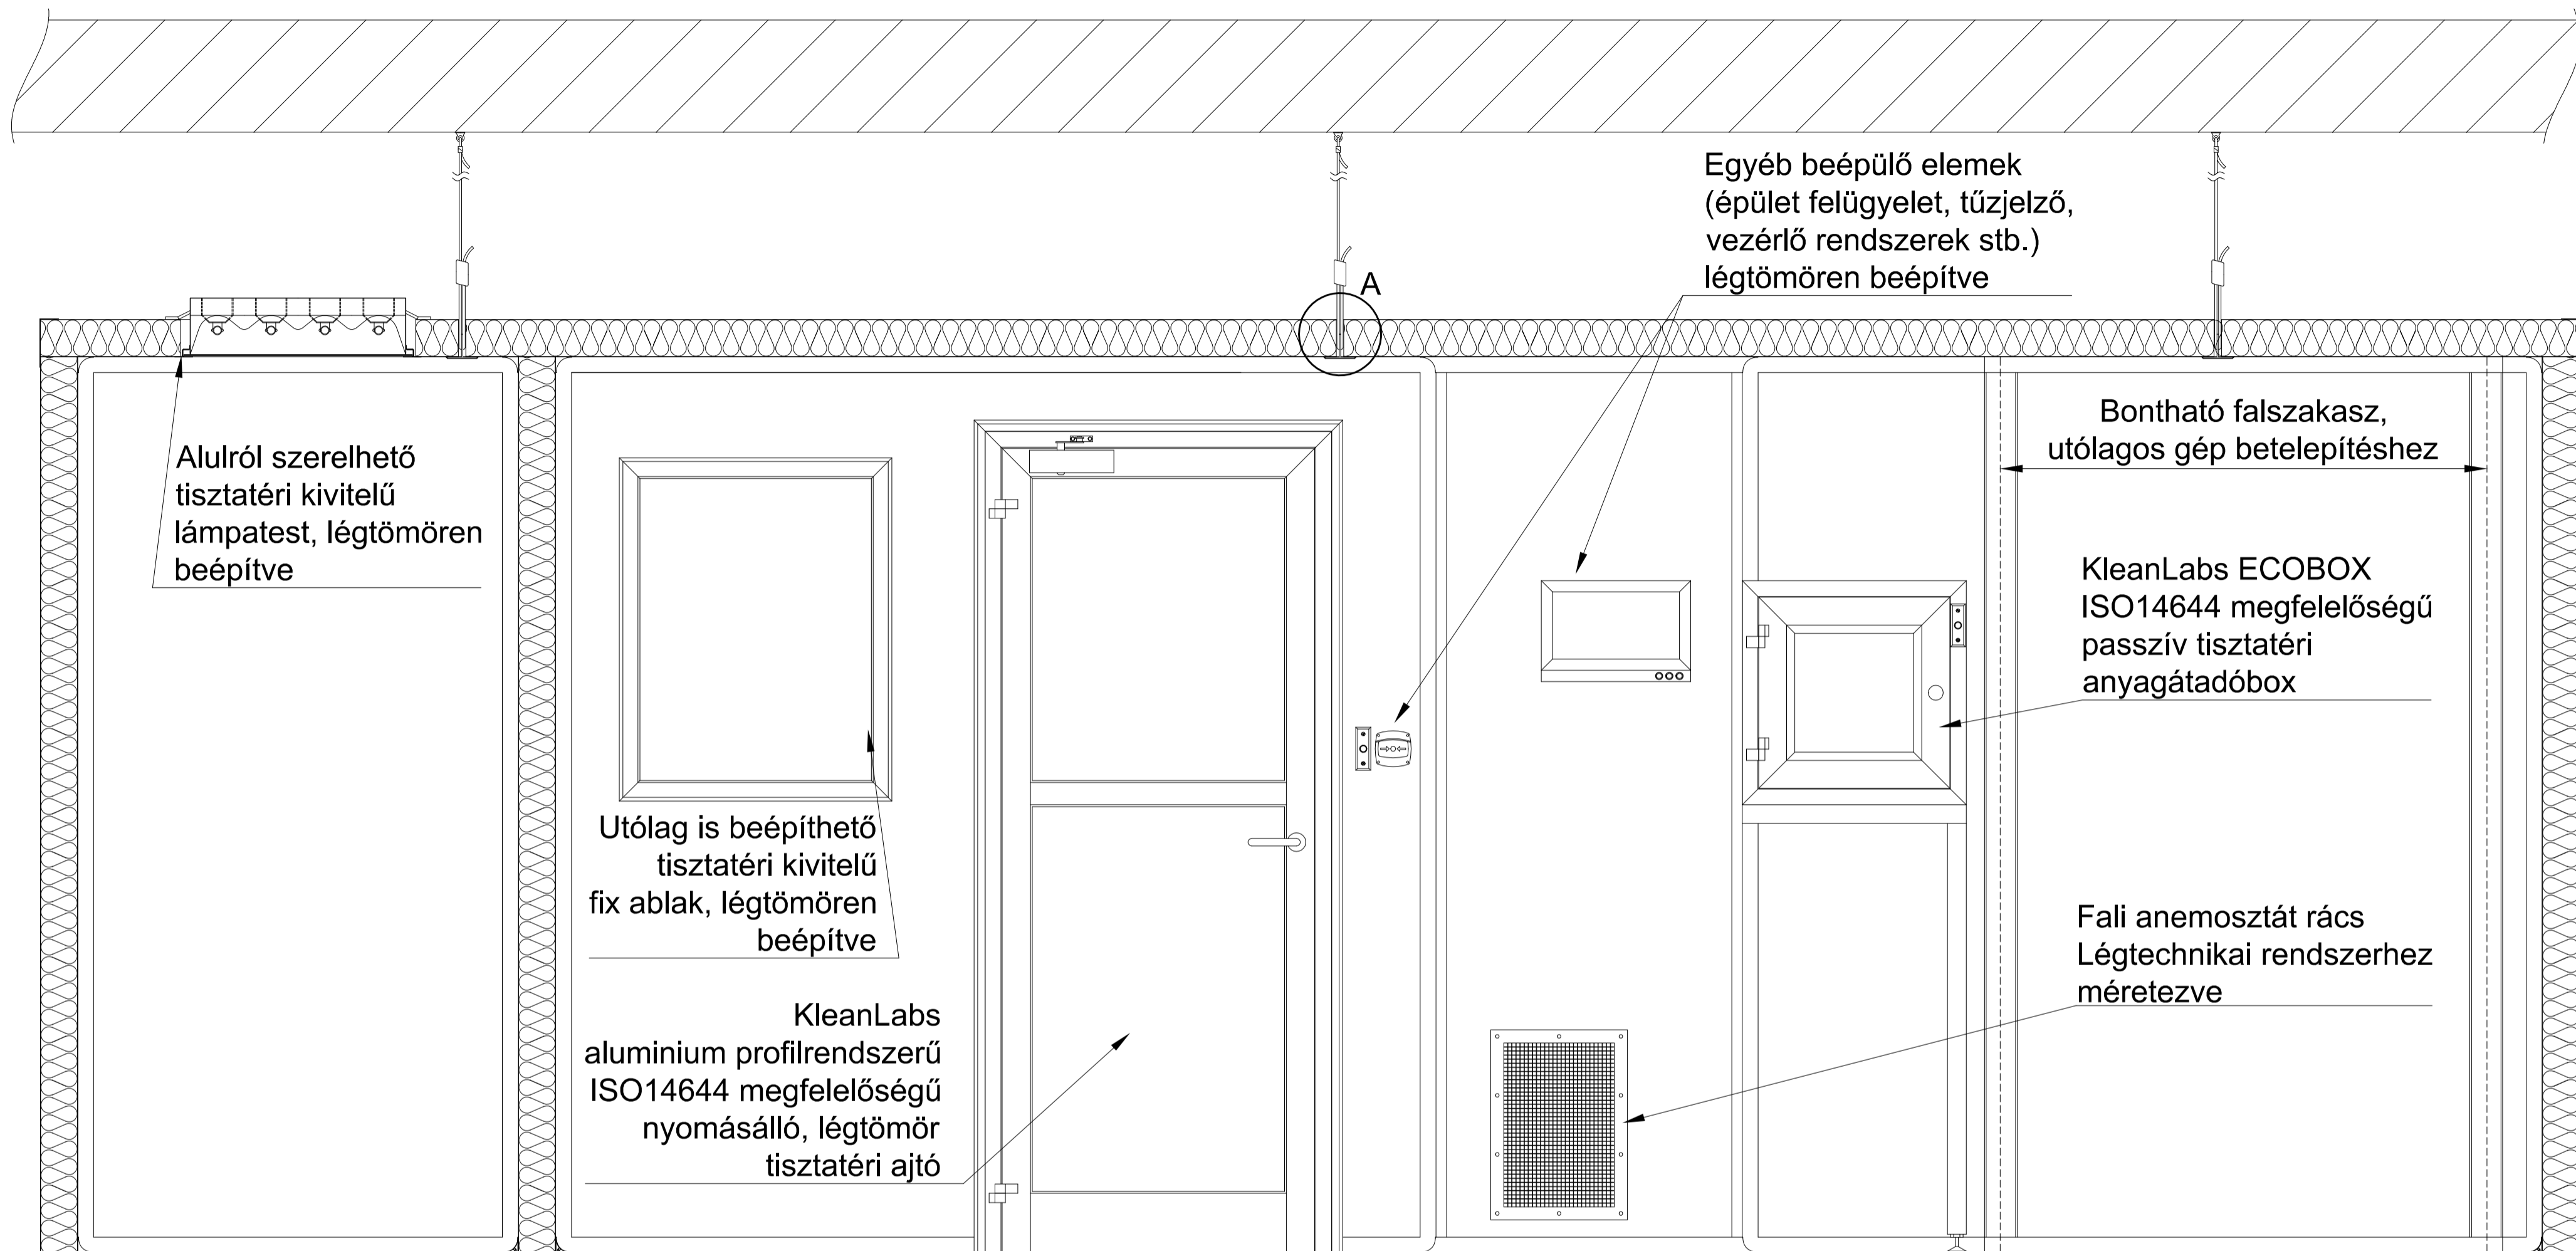 Egyéb beépülő elemek
(épület felügyelet, tűzjelző,
vezérlő rendszerek stb.)
légtömören beépítve
A
Alulról szerelhető
tisztatéri kivitelű
lámpatest, légtömören
beépítve
Bontható falszakasz,
utólagos gép betelepítéshez
KleanLabs ECOBOX
ISO14644 megfelelőségű
passzív tisztatéri
anyagátadóbox
Utólag is beépíthető
tisztatéri kivitelű
fix ablak, légtömören
beépítve
Fali anemosztát rács
Légtechnikai rendszerhez
méretezve
KleanLabs
aluminium profilrendszerű
ISO14644 megfelelőségű
nyomásálló, légtömör
tisztatéri ajtó